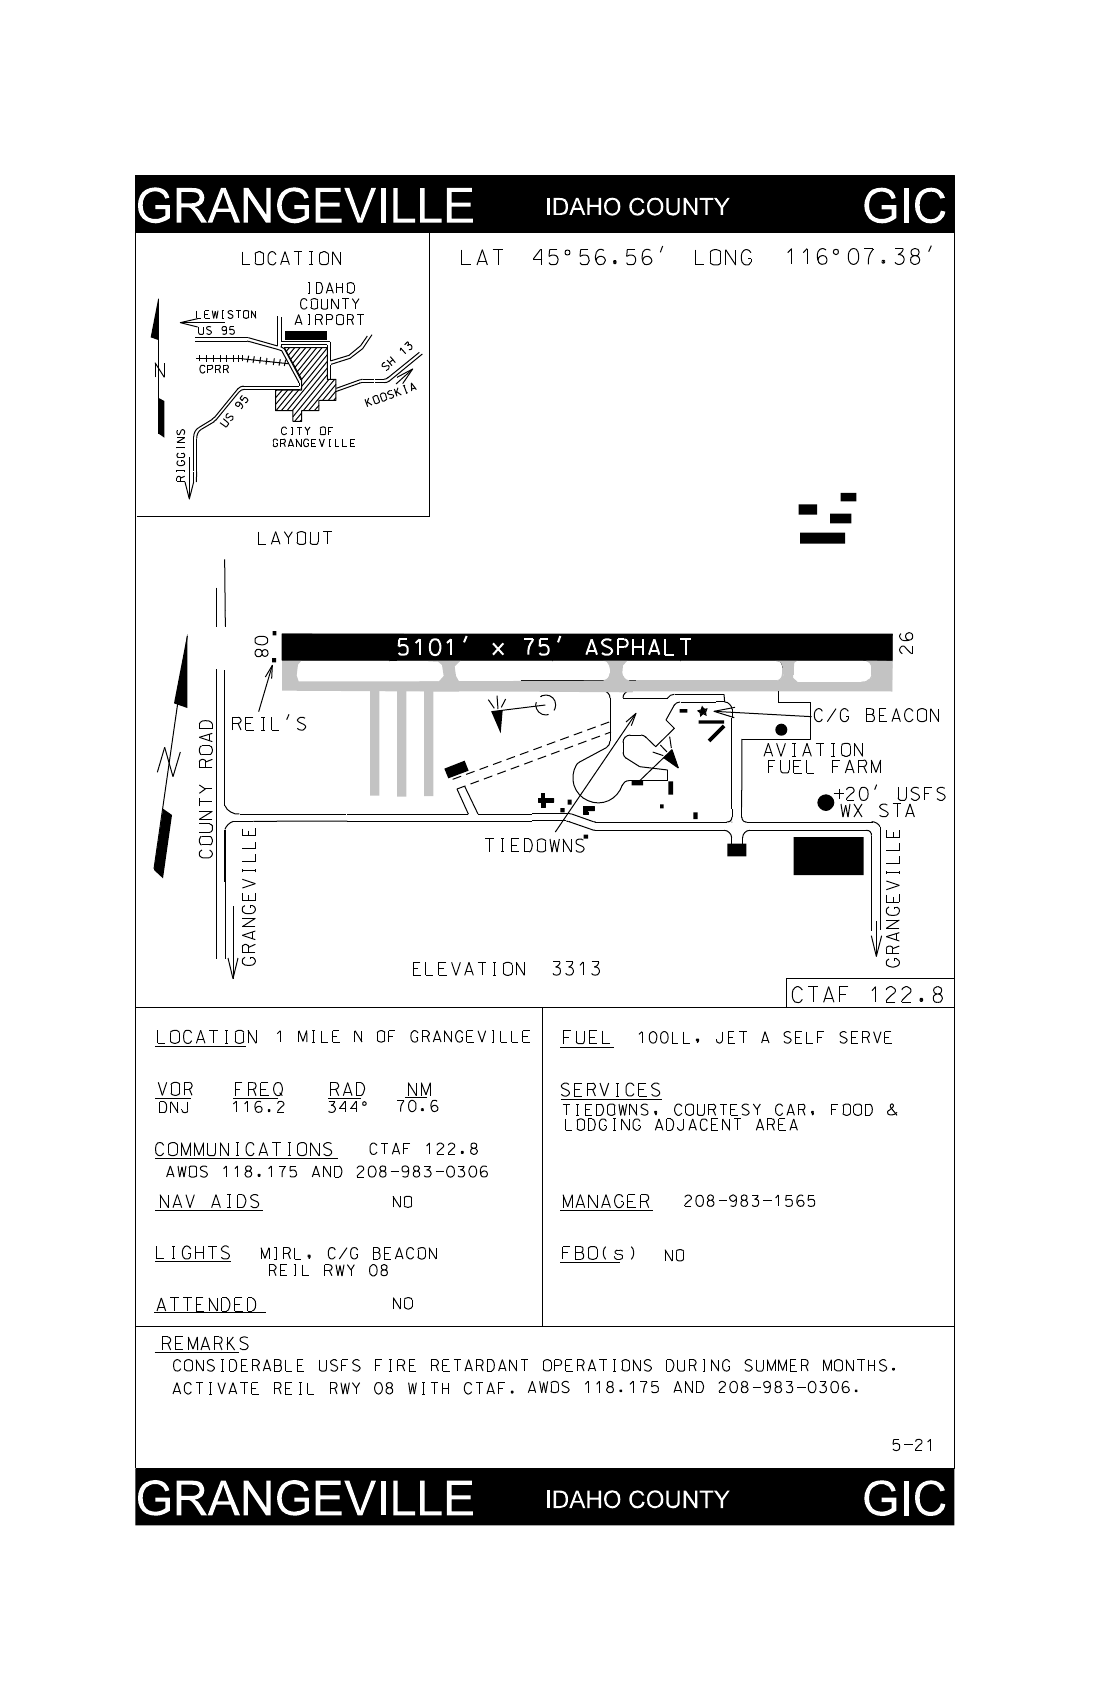 GRANGEVILLE IDAHO COUNTY GIC
LOCATION
LAT 45°56.56' LONG 116°07.38'
IDAHO
COUNTY
AIRPORT
LEWISTON
US 95
CPRR
N
SH 13
KOOSKIA
US 95
RIGGINS
CITY OF
GRANGEVILLE
LAYOUT
08
5101' x 75' ASPHALT
26
REIL'S
C/G BEACON
N
COUNTY ROAD
AVIATION
FUEL FARM
+20' USFS
WX STA
TIEDOWNS
GRANGEVILLE
GRANGEVILLE
ELEVATION 3313
CTAF 122.8
LOCATION 1 MILE N OF GRANGEVILLE
VOR FREQ RAD NM
DNJ 116.2 344° 70.6
COMMUNICATIONS CTAF 122.8
AWOS 118.175 AND 208-983-0306
NAV AIDS NO
LIGHTS MIRL, C/G BEACON
REIL RWY 08
ATTENDED NO
FUEL 100LL, JET A SELF SERVE
SERVICES
TIEDOWNS, COURTESY CAR, FOOD &
LODGING ADJACENT AREA
MANAGER 208-983-1565
FBO(s) NO
REMARKS
CONSIDERABLE USFS FIRE RETARDANT OPERATIONS DURING SUMMER MONTHS.
ACTIVATE REIL RWY 08 WITH CTAF. AWOS 118.175 AND 208-983-0306.
5-21
GRANGEVILLE IDAHO COUNTY GIC